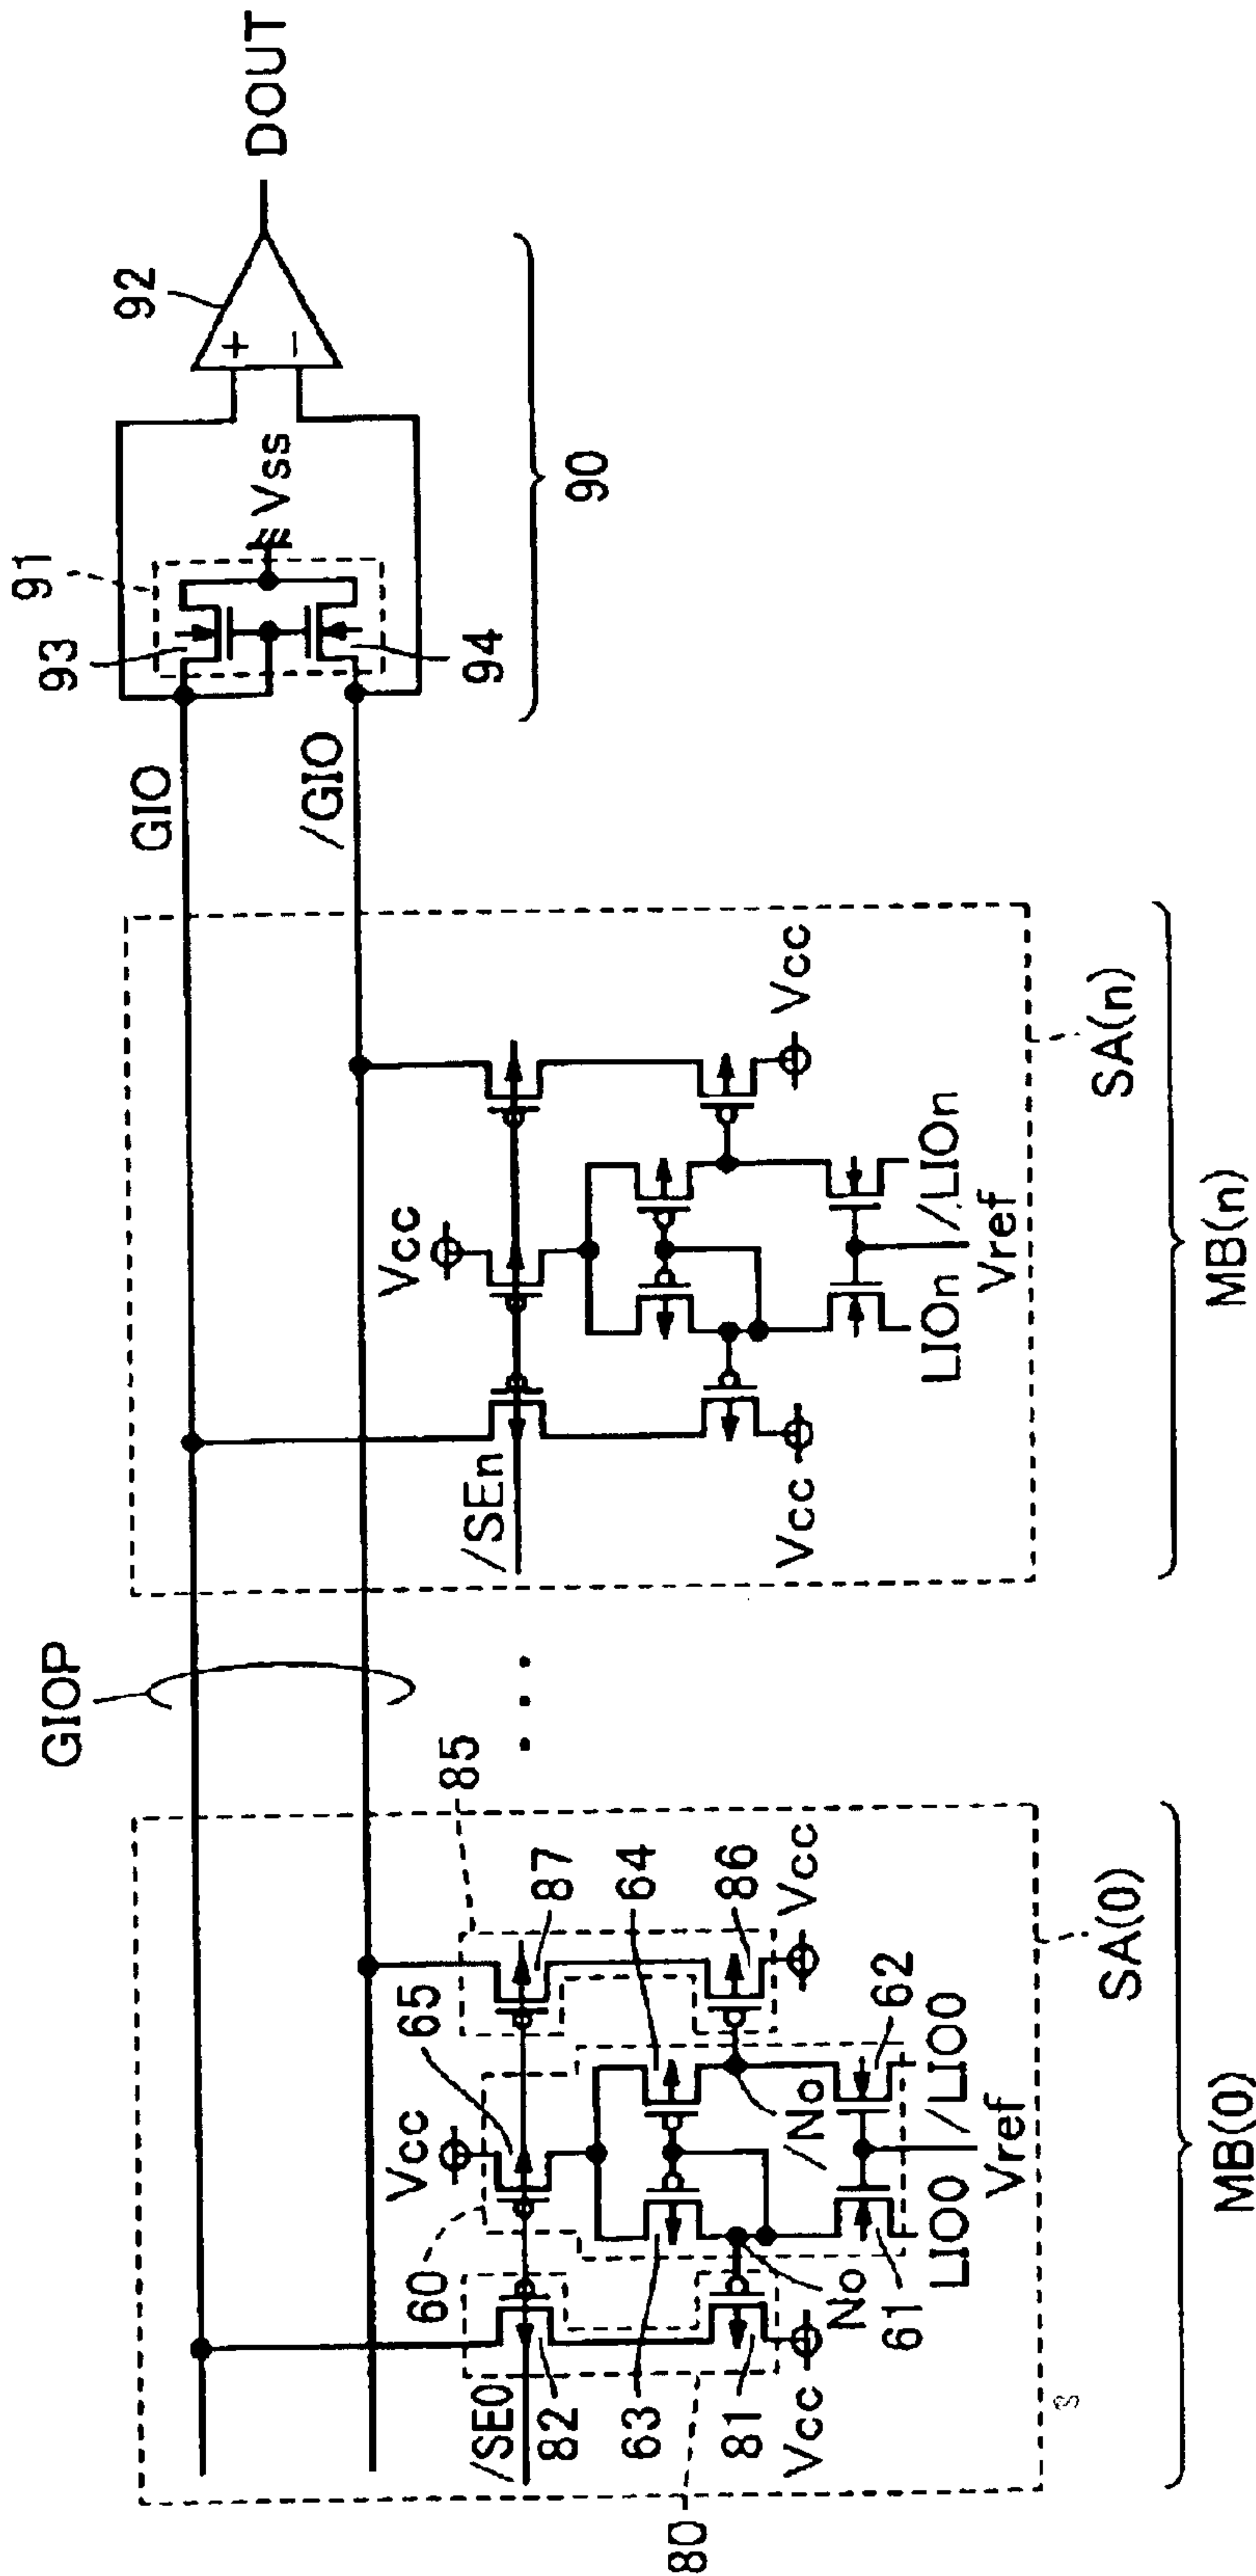 GIOP
GIO
/GIO
91
93
94
Vss
92
DOUT
90
80
/SE0
82
60
Vcc
65
85
87
63
64
81
86
No
/No
Vcc
Vcc
61
62
LIO0
/LIO0
Vref
SA(0)
MB(0)
/SEn
Vcc
Vcc
Vcc
LIOn
/LIOn
Vref
SA(n)
MB(n)
+
−
. . .